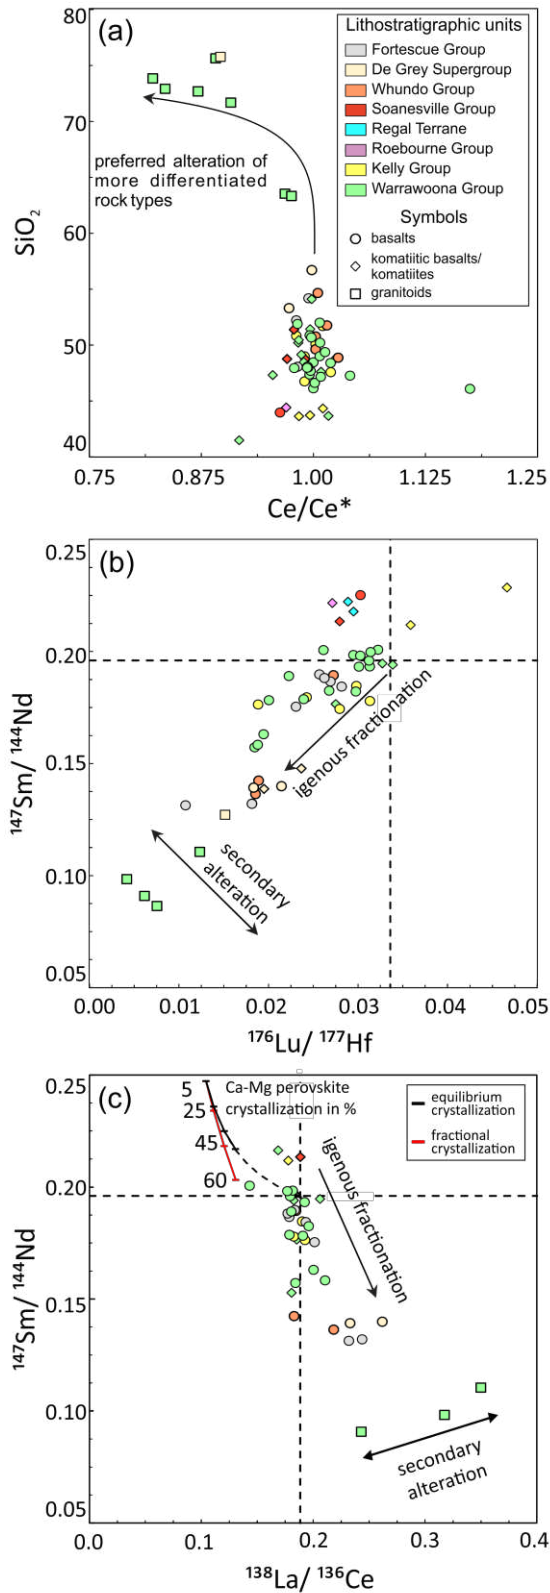 (a)
80
70
60
50
40
SiO₂
Lithostratigraphic units
Fortescue Group
De Grey Supergroup
Whundo Group
Soanesville Group
Regal Terrane
Roebourne Group
Kelly Group
Warrawoona Group
Symbols
basalts
komatiitic basalts/
komatiites
granitoids
preferred alteration of
more differentiated
rock types
0.75
0.875
1.00
1.125
1.25
Ce/Ce*
(b)
0.25
0.20
0.15
0.10
0.05
¹⁴⁷Sm/ ¹⁴⁴Nd
igenous fractionation
secondary
alteration
0.00
0.01
0.02
0.03
0.04
0.05
¹⁷⁶Lu/ ¹⁷⁷Hf
(c)
0.25
0.20
0.15
0.10
0.05
¹⁴⁷Sm/ ¹⁴⁴Nd
5
25
45
60
Ca-Mg perovskite
crystallization in %
equilibrium
crystallization
fractional
crystallization
igenous fractionation
secondary
alteration
0.0
0.1
0.2
0.3
0.4
¹³⁸La/ ¹³⁶Ce